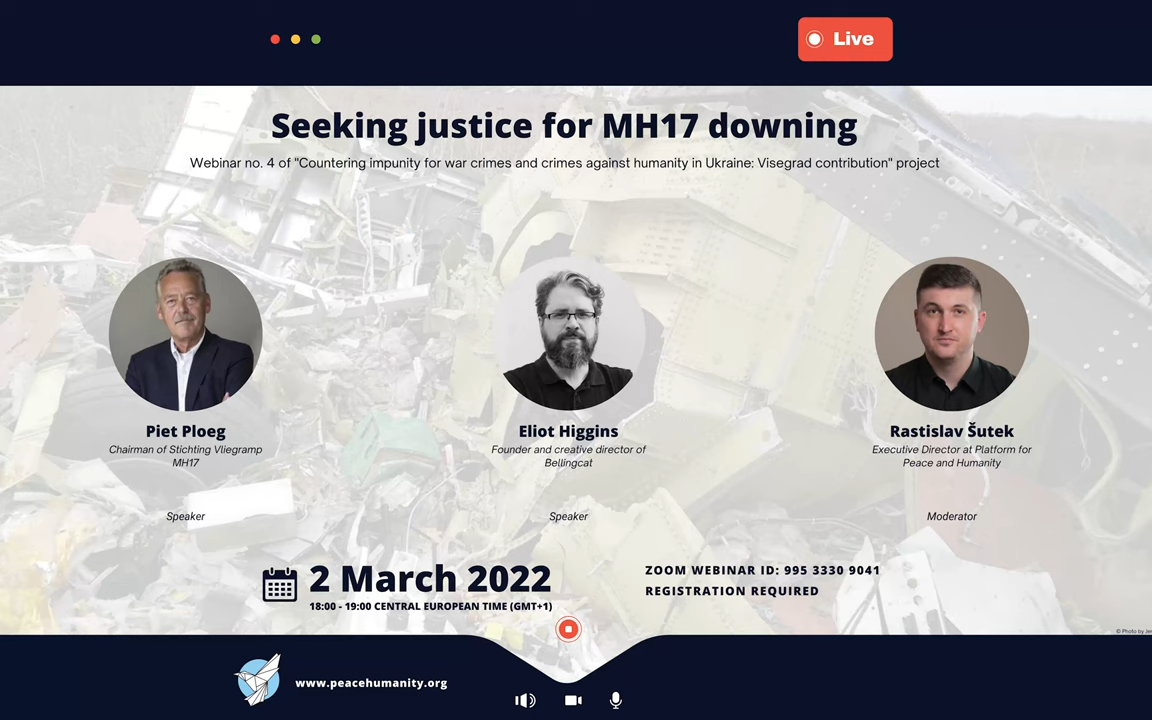 Live
Seeking justice for MH17 downing
Webinar no. 4 of "Countering impunity for war crimes and crimes against humanity in Ukraine: Visegrad contribution" project
Piet Ploeg
Chairman of Stichting Vliegramp
MH17
Speaker
Eliot Higgins
Founder and creative director of
Bellingcat
Speaker
Rastislav Šutek
Executive Director at Platform for
Peace and Humanity
Moderator
2 March 2022
18:00 - 19:00 CENTRAL EUROPEAN TIME (GMT+1)
ZOOM WEBINAR ID: 995 3330 9041
REGISTRATION REQUIRED
© Photo by Jer
www.peacehumanity.org